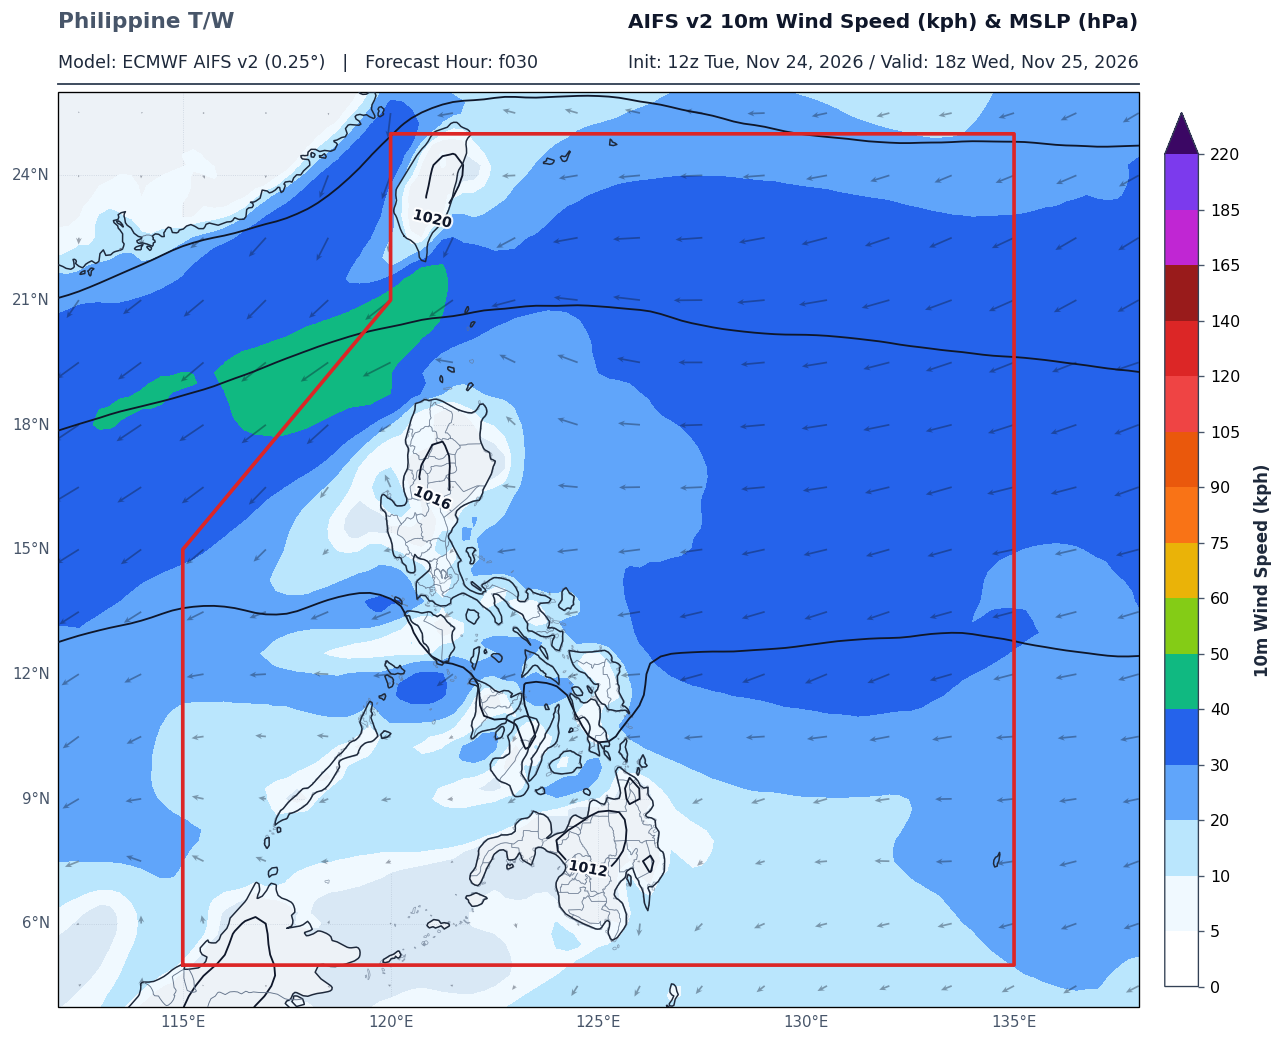 Philippine T/W
AIFS v2 10m Wind Speed (kph) & MSLP (hPa)
Model: ECMWF AIFS v2 (0.25°) | Forecast Hour: f030
Init: 12z Tue, Nov 24, 2026 / Valid: 18z Wed, Nov 25, 2026
24°N
21°N
18°N
15°N
12°N
9°N
6°N
1020
1016
1012
115°E
120°E
125°E
130°E
135°E
220
185
165
140
120
105
90
75
60
50
40
30
20
10
5
0
10m Wind Speed (kph)